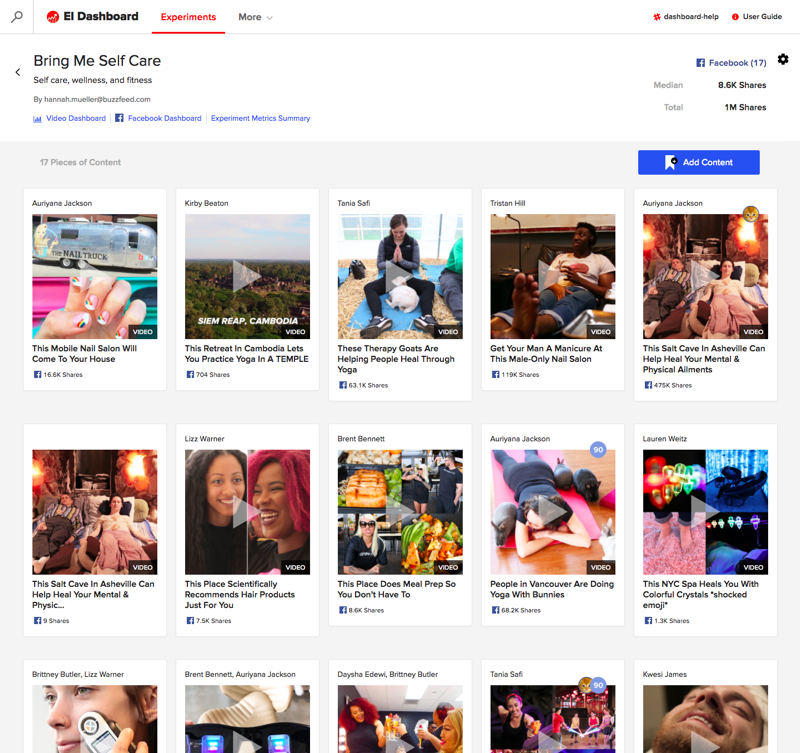 EI Dashboard
Experiments
More
dashboard-help
User Guide
Bring Me Self Care
Self care, wellness, and fitness
By hannah.mueller@buzzfeed.com
Video Dashboard
Facebook Dashboard
Experiment Metrics Summary
Facebook (17)
Median 8.6K Shares
Total 1M Shares
17 Pieces of Content
Add Content
Auriyana Jackson
THE NAIL TRUCK
VIDEO
This Mobile Nail Salon Will
Come To Your House
16.6K Shares
Kirby Beaton
SIEM REAP, CAMBODIA
VIDEO
This Retreat In Cambodia Lets
You Practice Yoga In A TEMPLE
704 Shares
Tania Safi
VIDEO
These Therapy Goats Are
Helping People Heal Through
Yoga
63.1K Shares
Tristan Hill
VIDEO
Get Your Man A Manicure At
This Male-Only Nail Salon
119K Shares
Auriyana Jackson
VIDEO
This Salt Cave In Asheville Can
Help Heal Your Mental &
Physical Ailments
475K Shares
VIDEO
This Salt Cave In Asheville Can
Help Heal Your Mental &
Physic...
9 Shares
Lizz Warner
VIDEO
This Place Scientifically
Recommends Hair Products
Just For You
7.5K Shares
Brent Bennett
VIDEO
This Place Does Meal Prep So
You Don't Have To
8.6K Shares
Auriyana Jackson
90
VIDEO
People in Vancouver Are Doing
Yoga With Bunnies
68.2K Shares
Lauren Weitz
VIDEO
This NYC Spa Heals You With
Colorful Crystals *shocked
emoji*
1.3K Shares
Brittney Butler, Lizz Warner
Brent Bennett, Auriyana Jackson
Daysha Edewi, Brittney Butler
Tania Safi
90
Kwesi James